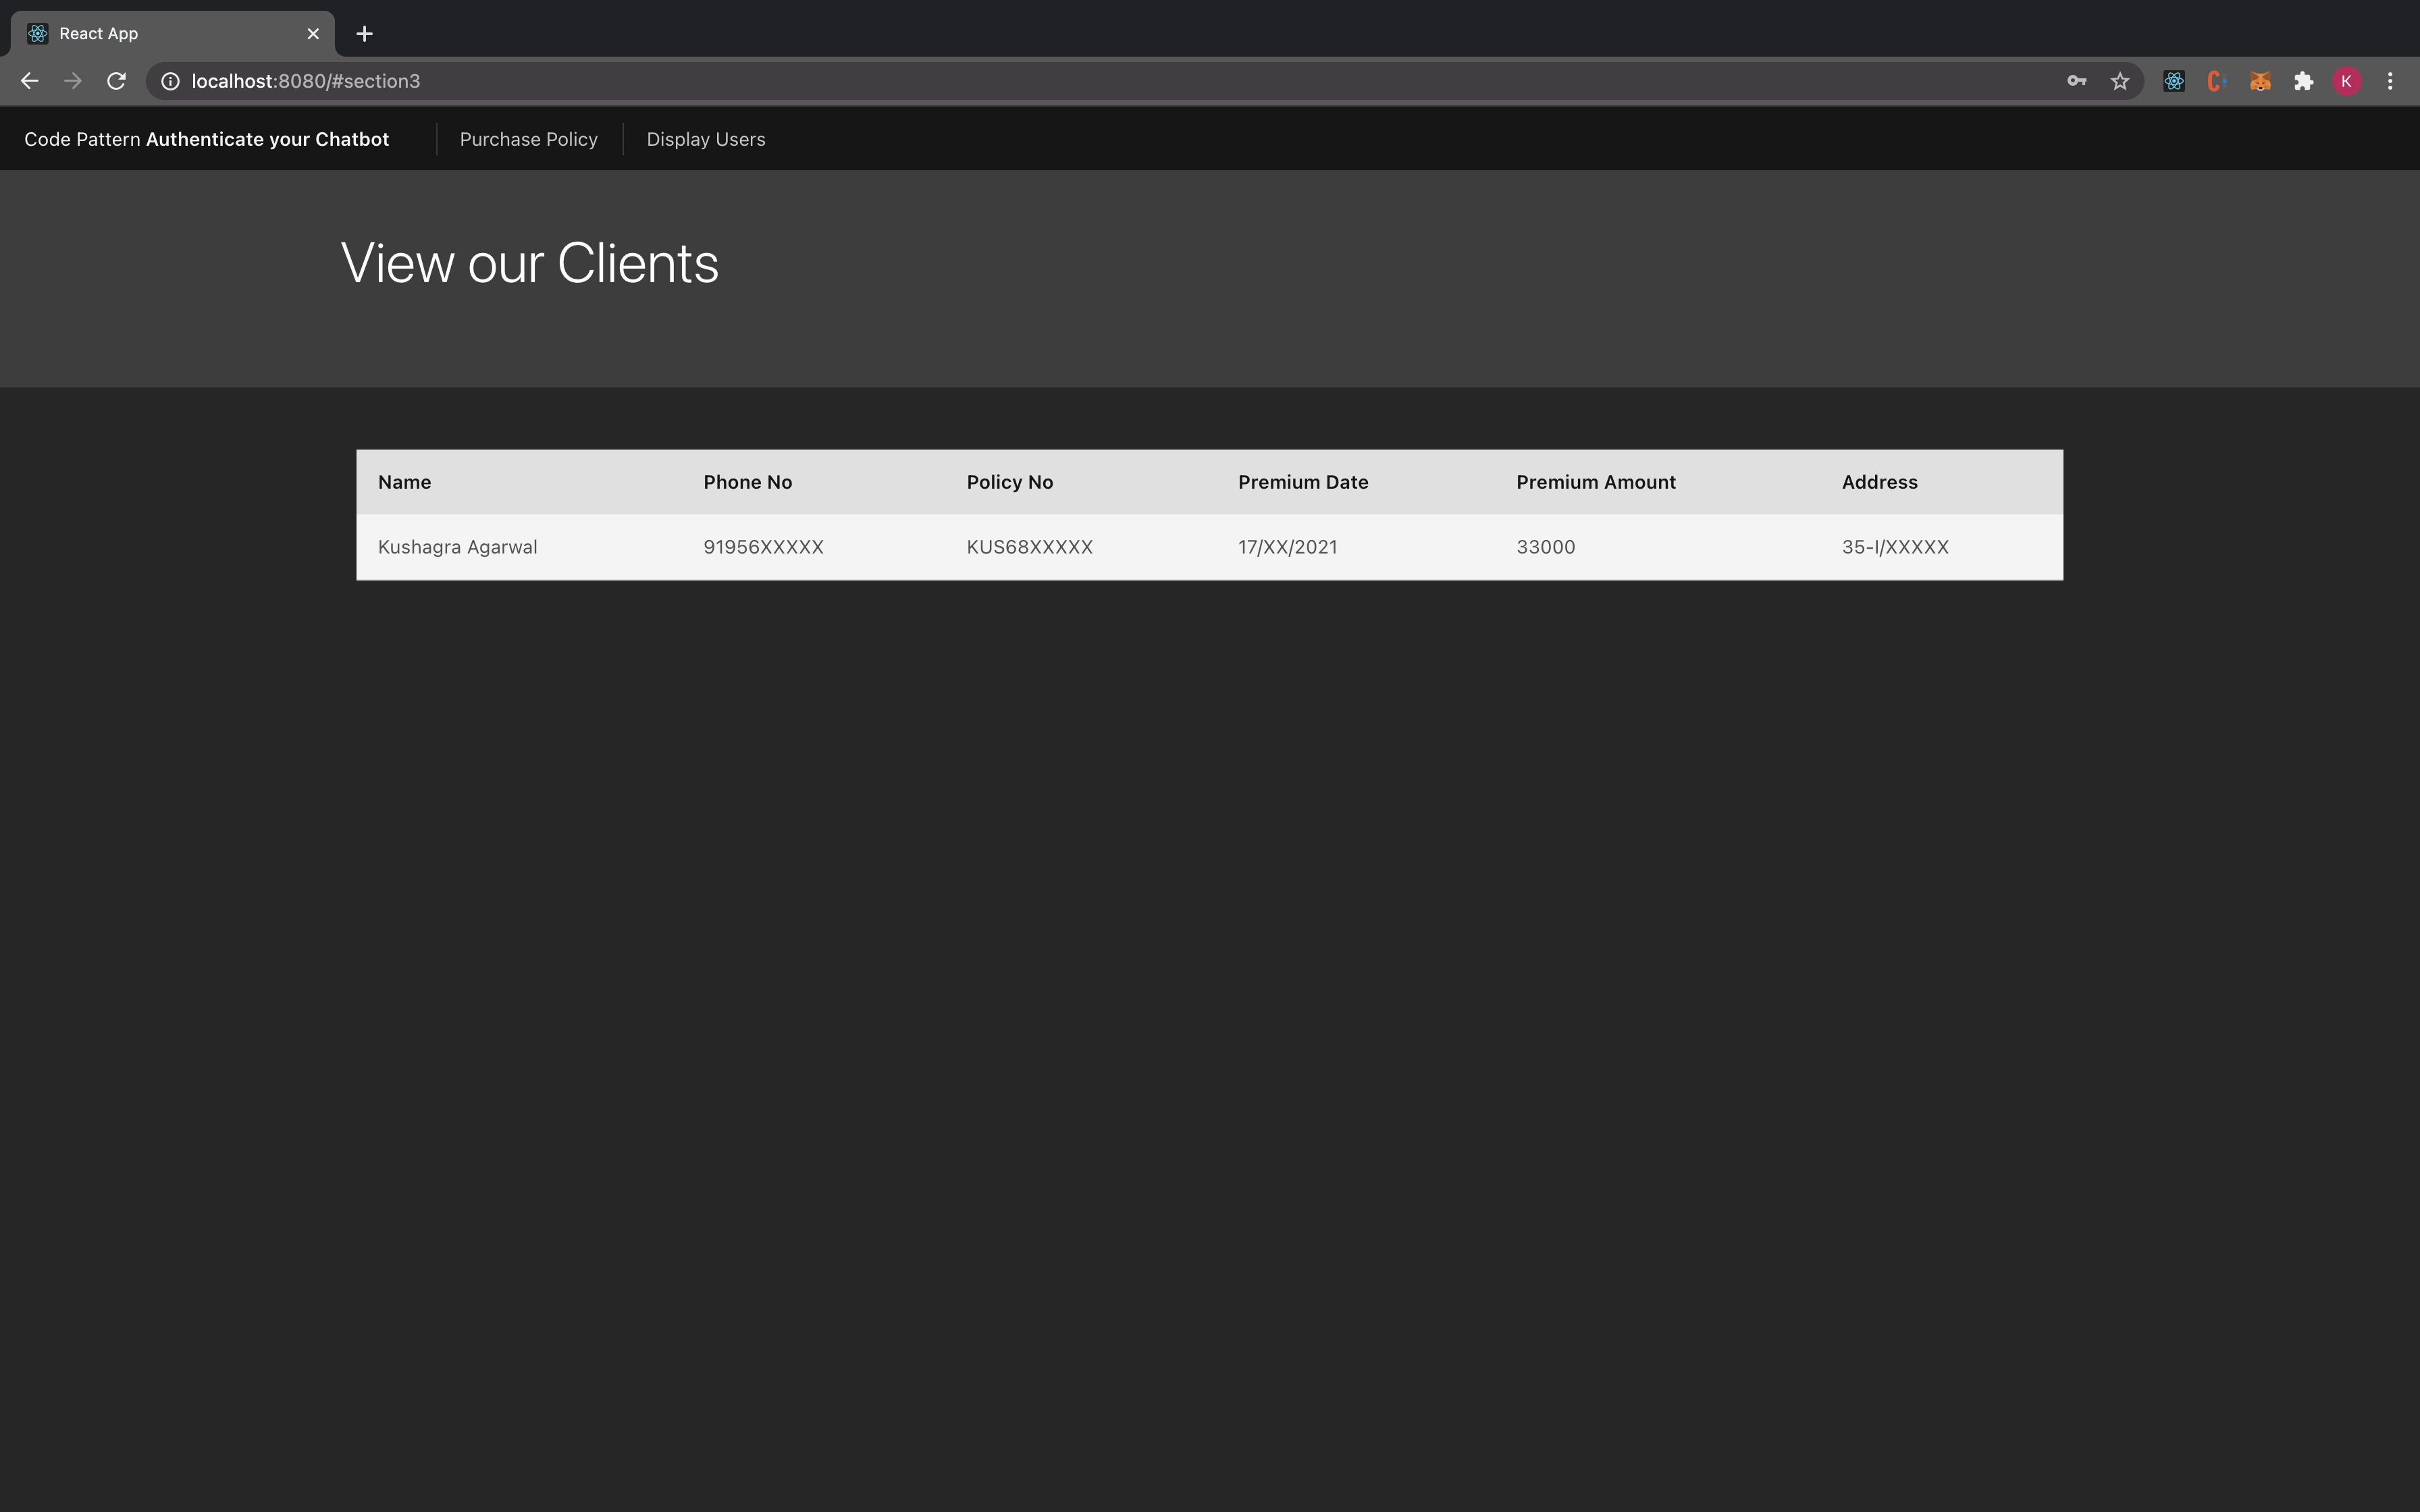 React App
localhost:8080/#section3
K
Code Pattern Authenticate your Chatbot Purchase Policy Display Users
View our Clients
Name Phone No Policy No Premium Date Premium Amount Address
Kushagra Agarwal 91956XXXXX KUS68XXXXX 17/XX/2021 33000 35-I/XXXXX